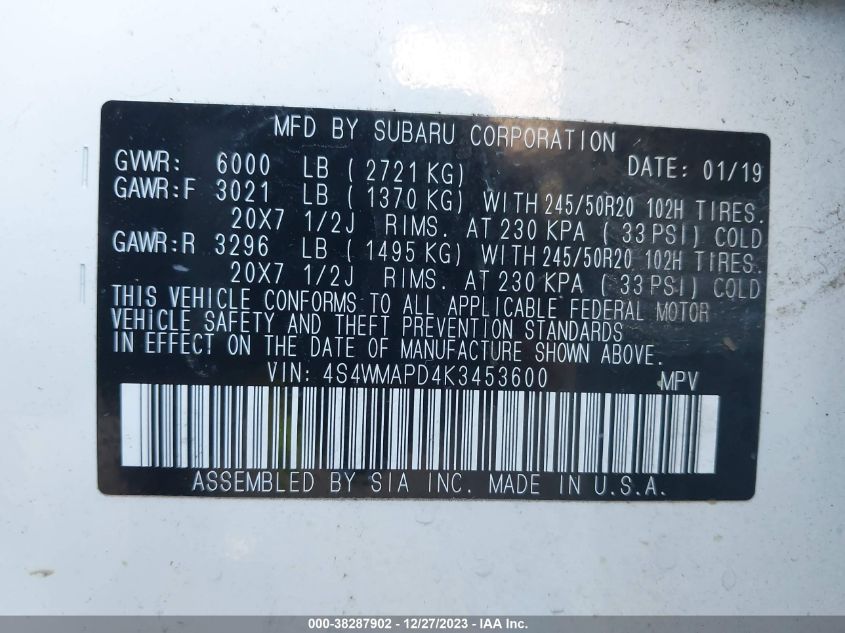 MFD BY SUBARU CORPORATION
GVWR: 6000 LB ( 2721 KG) DATE: 01/19
GAWR:F 3021 LB ( 1370 KG) WITH 245/50R20 102H TIRES.
20X7 1/2J RIMS. AT 230 KPA ( 33 PSI) COLD
GAWR:R 3296 LB ( 1495 KG) WITH 245/50R20 102H TIRES.
20X7 1/2J RIMS. AT 230 KPA ( 33 PSI) COLD
THIS VEHICLE CONFORMS TO ALL APPLICABLE FEDERAL MOTOR
VEHICLE SAFETY AND THEFT PREVENTION STANDARDS
IN EFFECT ON THE DATE OF MANUFACTURE SHOWN ABOVE.
VIN: 4S4WMAPD4K3453600 MPV
ASSEMBLED BY SIA INC. MADE IN U.S.A.
000-38287902 - 12/27/2023 - IAA Inc.